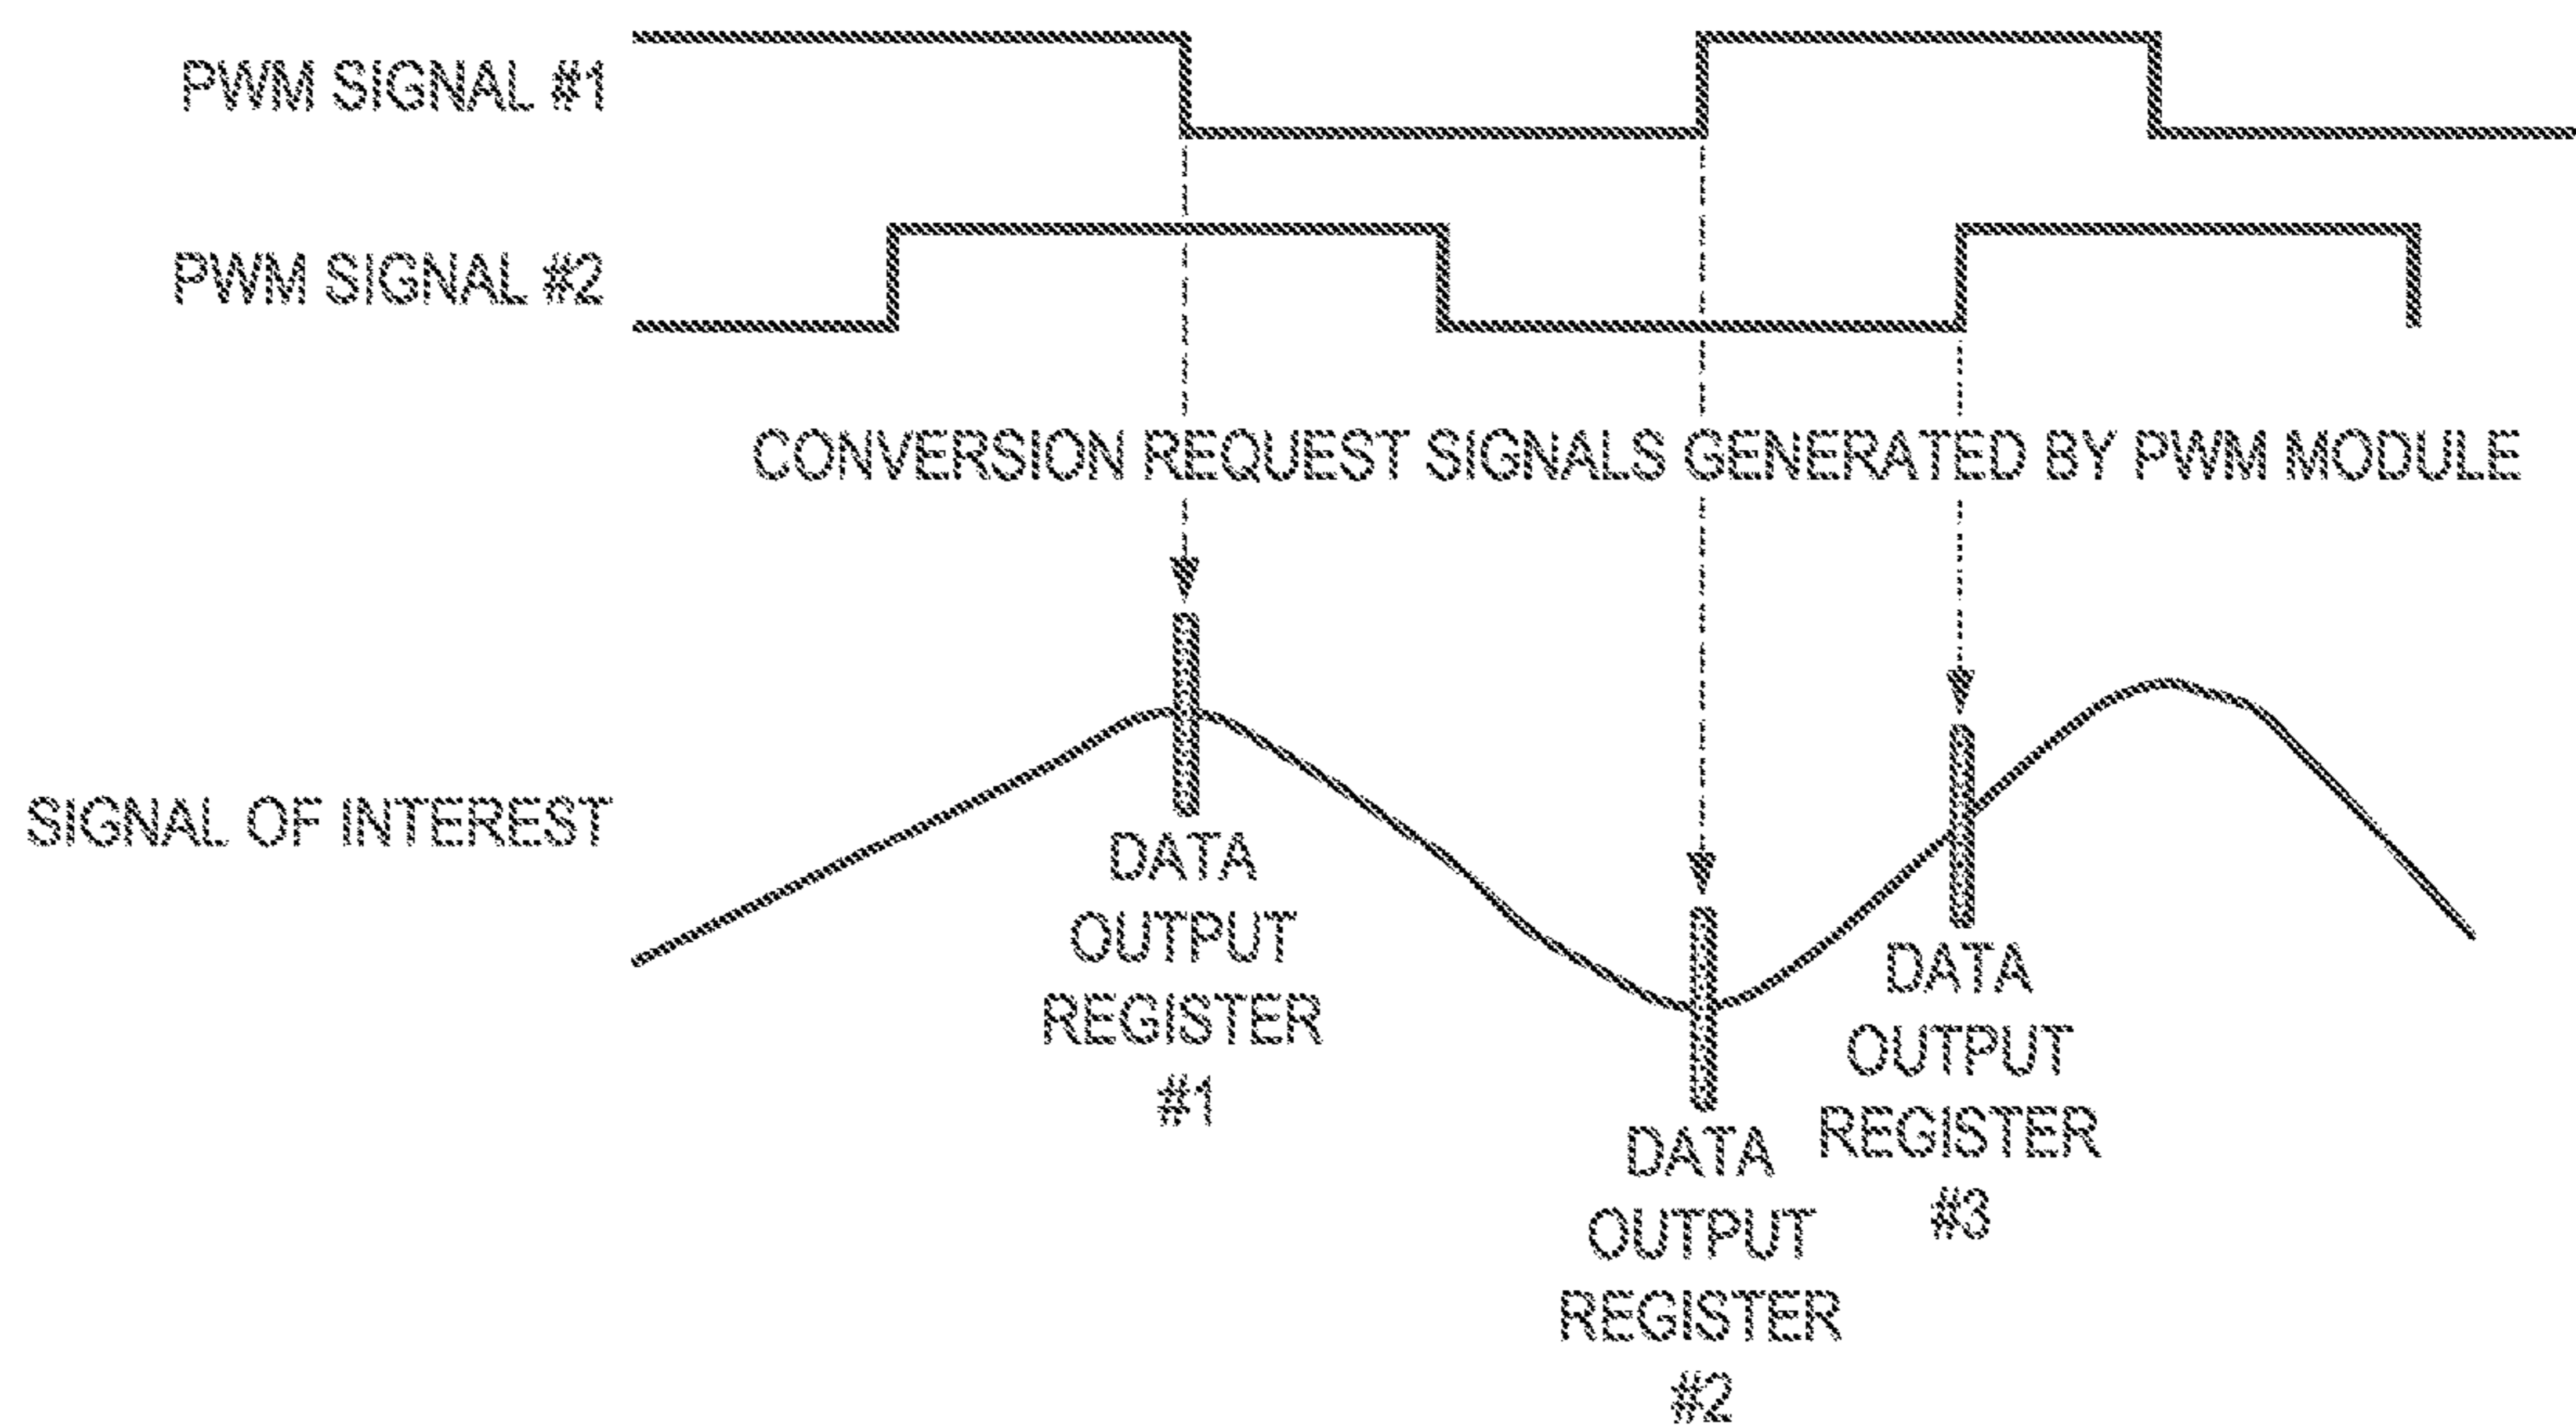 PWM SIGNAL #1
PWM SIGNAL #2
CONVERSION REQUEST SIGNALS GENERATED BY PWM MODULE
SIGNAL OF INTEREST
DATA
OUTPUT
REGISTER
#1
DATA
OUTPUT
REGISTER
#2
DATA
OUTPUT
REGISTER
#3